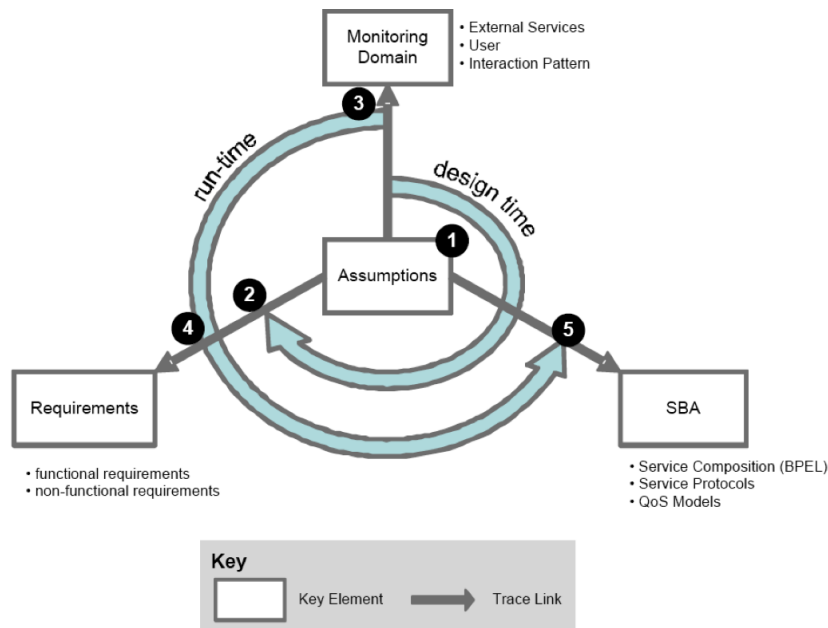 Monitoring
Domain
• External Services
• User
• Interaction Pattern
3
run-time
design time
1
Assumptions
2
4
5
Requirements
SBA
• functional requirements
• non-functional requirements
• Service Composition (BPEL)
• Service Protocols
• QoS Models
Key
Key Element
Trace Link